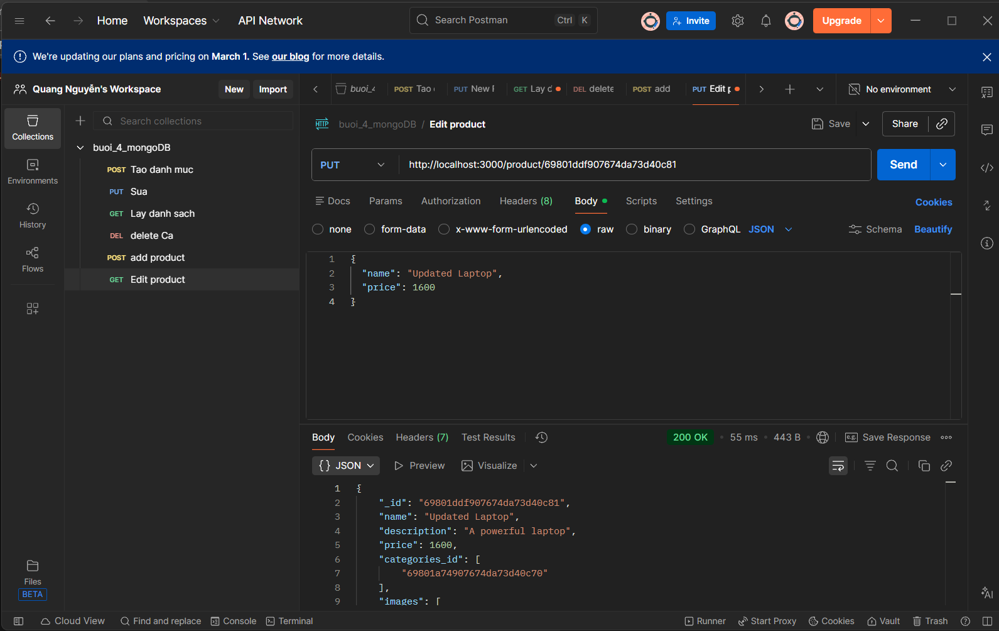 Home Workspaces API Network Search Postman Ctrl K Invite Upgrade
We're updating our plans and pricing on March 1. See our blog for more details.
Quang Nguyễn's Workspace New Import
buoi_4 POST Tao PUT New GET Lay DEL delete POST add PUT Edit No environment
Collections
Environments
History
Flows
Files
BETA
Search collections
buoi_4_mongoDB
POST Tao danh muc
PUT Sua
GET Lay danh sach
DEL delete Ca
POST add product
GET Edit product
HTTP buoi_4_mongoDB / Edit product Save Share
PUT http://localhost:3000/product/69801ddf907674da73d40c81 Send
Docs Params Authorization Headers (8) Body Scripts Settings Cookies
none form-data x-www-form-urlencoded raw binary GraphQL JSON Schema Beautify
1 {
2 "name": "Updated Laptop",
3 "price": 1600
4 }
Body Cookies Headers (7) Test Results 200 OK 55 ms 443 B e.g. Save Response
{} JSON Preview Visualize
1 {
2 "_id": "69801ddf907674da73d40c81",
3 "name": "Updated Laptop",
4 "description": "A powerful laptop",
5 "price": 1600,
6 "categories_id": [
7 "69801a74907674da73d40c70"
8 ],
9 "images": [
AI
Cloud View Find and replace Console Terminal Runner Start Proxy Cookies Vault Trash